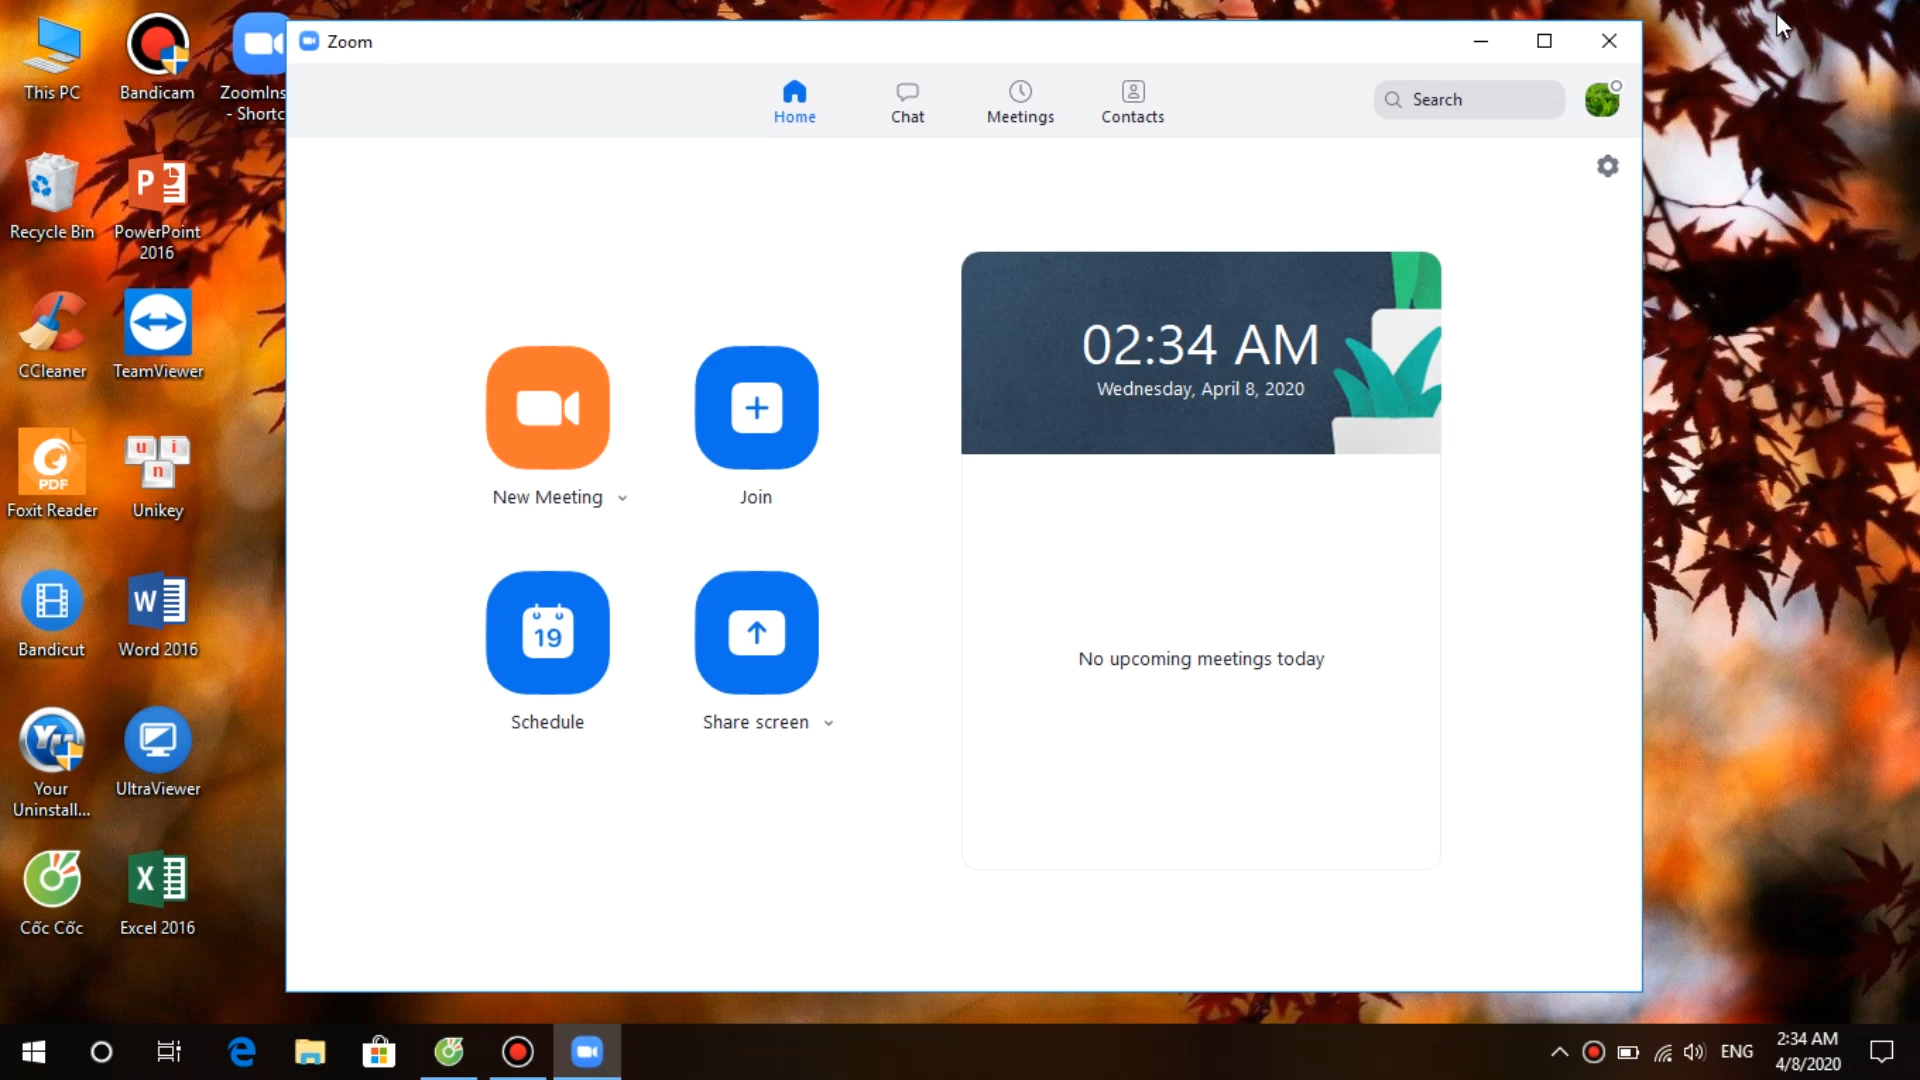 This PC
Bandicam
ZoomIns
- Shortc
Recycle Bin
PowerPoint
2016
CCleaner
TeamViewer
PDF
Foxit Reader
u i
n
Unikey
Bandicut
W
Word 2016
Your
Uninstall...
UltraViewer
Cốc Cốc
X
Excel 2016
Zoom
Home
Chat
Meetings
Contacts
Search
New Meeting
Join
19
Schedule
Share screen
02:34 AM
Wednesday, April 8, 2020
No upcoming meetings today
ENG
2:34 AM
4/8/2020